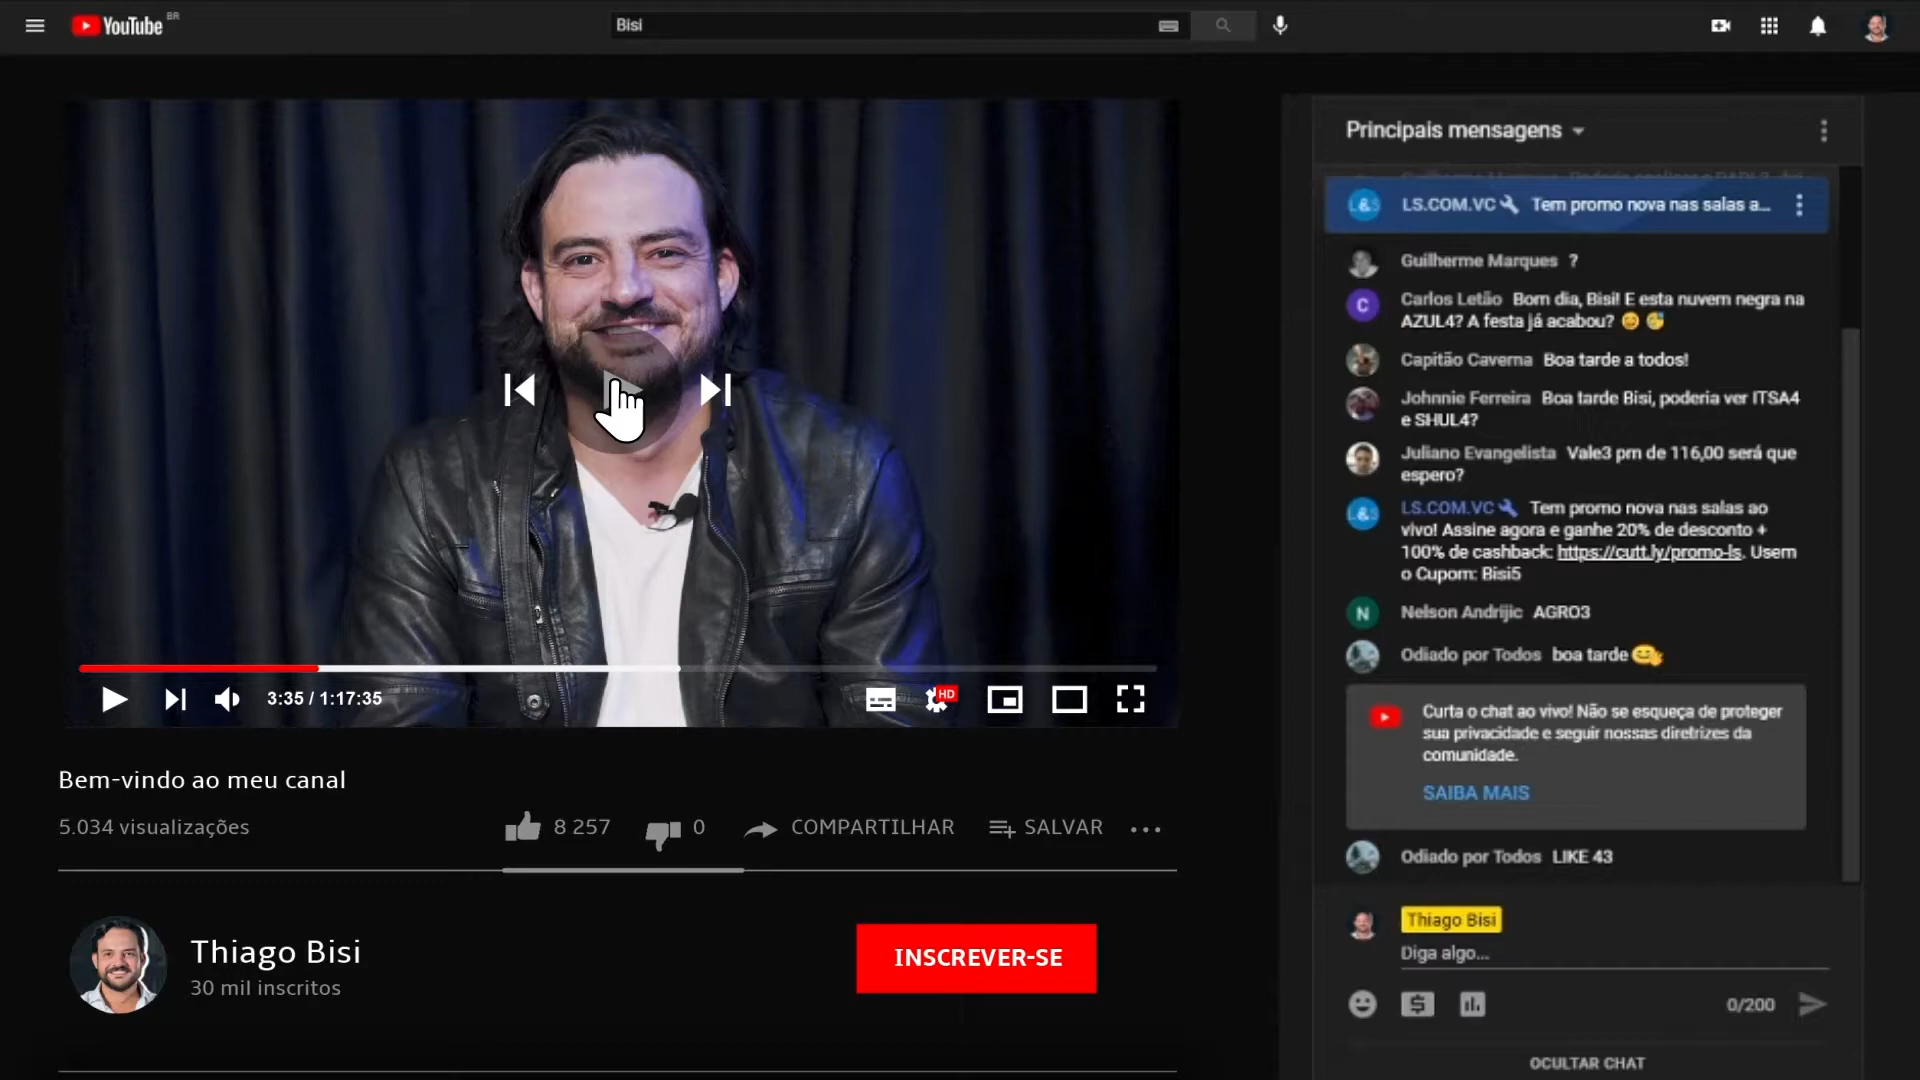 YouTube BR
Bisi
Principais mensagens
L&S LS.COM.VC Tem promo nova nas salas a...
Guilherme Marques ?
C Carlos Letão Bom dia, Bisi! E esta nuvem negra na
AZUL4? A festa já acabou?
Capitão Caverna Boa tarde a todos!
Johnnie Ferreira Boa tarde Bisi, poderia ver ITSA4
e SHUL4?
Juliano Evangelista Vale3 pm de 116,00 será que
espero?
L&S LS.COM.VC Tem promo nova nas salas ao
vivo! Assine agora e ganhe 20% de desconto +
100% de cashback: https://cutt.ly/promo-ls. Usem
o Cupom: Bisi5
N Nelson Andrijic AGRO3
Odiado por Todos boa tarde
Curta o chat ao vivo! Não se esqueça de proteger
sua privacidade e seguir nossas diretrizes da
comunidade.
SAIBA MAIS
Odiado por Todos LIKE 43
Thiago Bisi
Diga algo...
0/200
OCULTAR CHAT
3:35 / 1:17:35
HD
Bem-vindo ao meu canal
5.034 visualizações
8 257
0
COMPARTILHAR
SALVAR
Thiago Bisi
30 mil inscritos
INSCREVER-SE